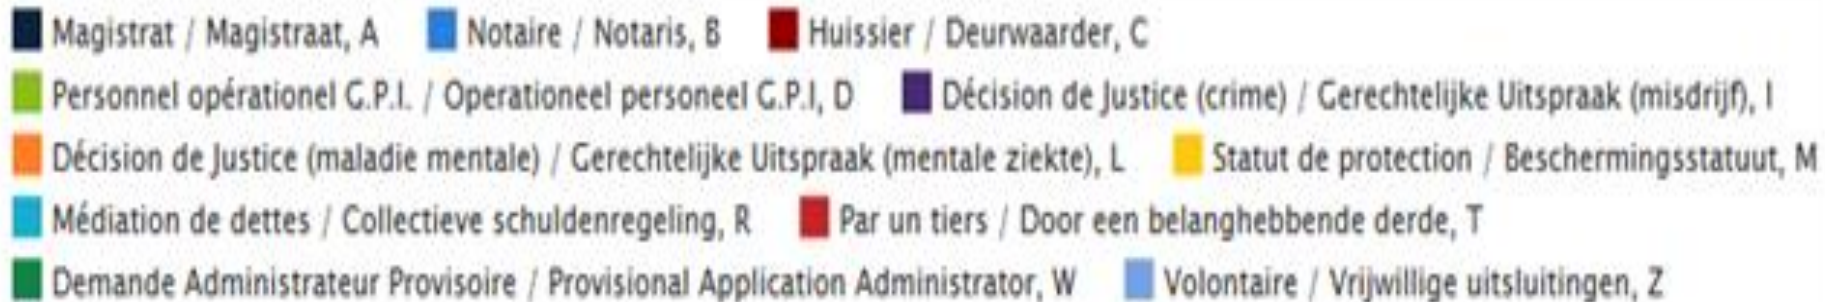 Magistrat / Magistraat, A Notaire / Notaris, B Huissier / Deurwaarder, C
Personnel opérationel G.P.I. / Operationeel personeel G.P.I, D Décision de Justice (crime) / Gerechtelijke Uitspraak (misdrijf), I
Décision de Justice (maladie mentale) / Gerechtelijke Uitspraak (mentale ziekte), L Statut de protection / Beschermingsstatuut, M
Médiation de dettes / Collectieve schuldenregeling, R Par un tiers / Door een belanghebbende derde, T
Demande Administrateur Provisoire / Provisional Application Administrator, W Volontaire / Vrijwillige uitsluitingen, Z